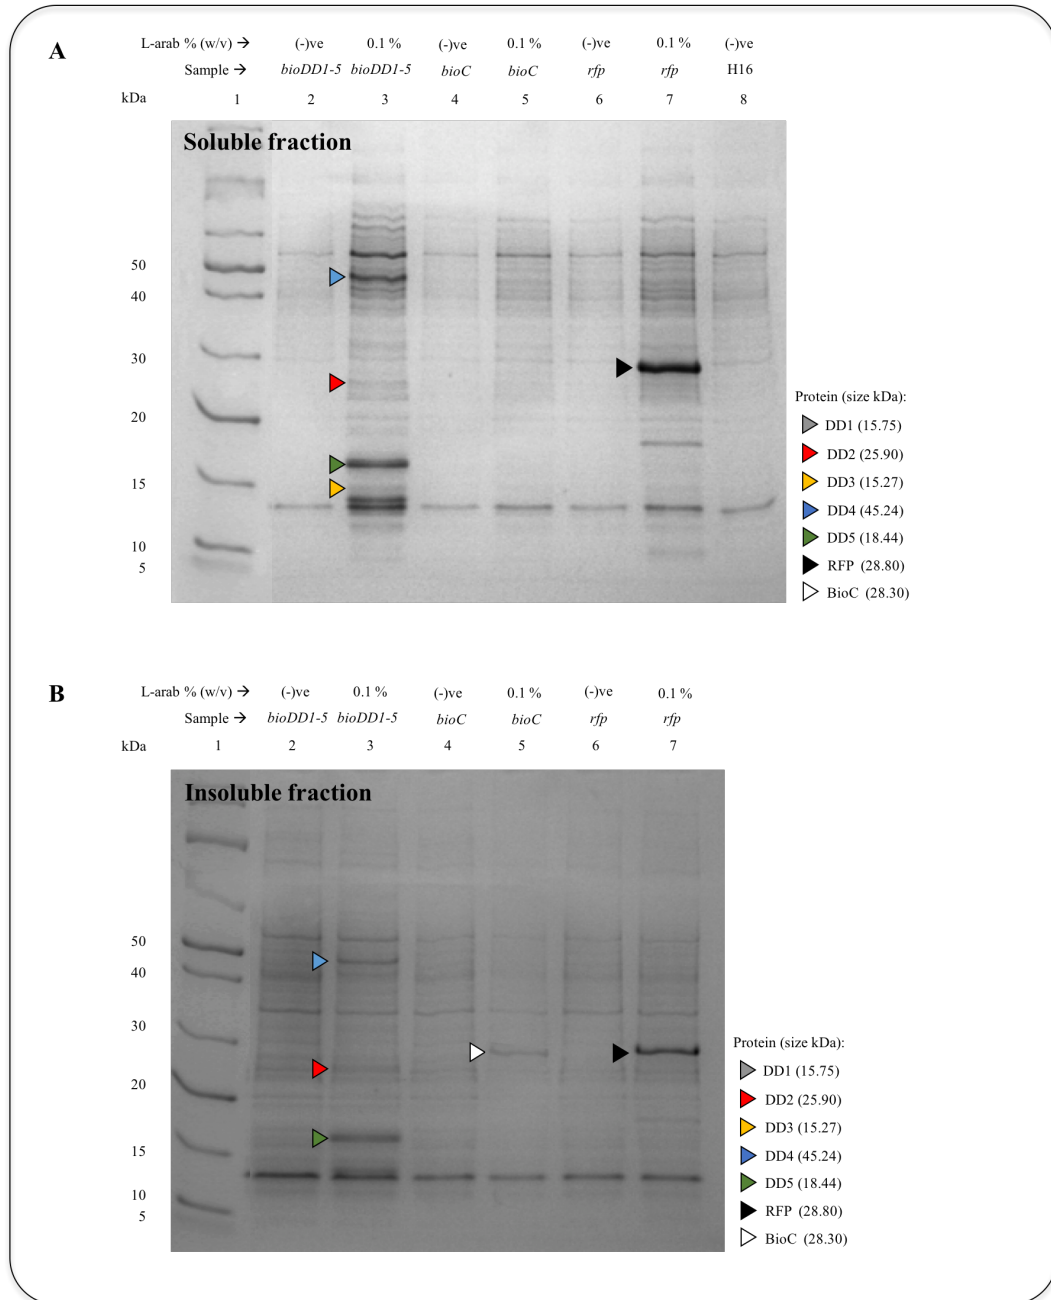 A
L-arab % (w/v) → (-)ve 0.1 % (-)ve 0.1 % (-)ve 0.1 % (-)ve
Sample → bioDD1-5 bioDD1-5 bioC bioC rfp rfp H16
kDa 1 2 3 4 5 6 7 8
Soluble fraction
50
40
30
20
15
10
5
Protein (size kDa):
DD1 (15.75)
DD2 (25.90)
DD3 (15.27)
DD4 (45.24)
DD5 (18.44)
RFP (28.80)
BioC (28.30)
B
L-arab % (w/v) → (-)ve 0.1 % (-)ve 0.1 % (-)ve 0.1 %
Sample → bioDD1-5 bioDD1-5 bioC bioC rfp rfp
kDa 1 2 3 4 5 6 7
Insoluble fraction
50
40
30
20
15
10
5
Protein (size kDa):
DD1 (15.75)
DD2 (25.90)
DD3 (15.27)
DD4 (45.24)
DD5 (18.44)
RFP (28.80)
BioC (28.30)